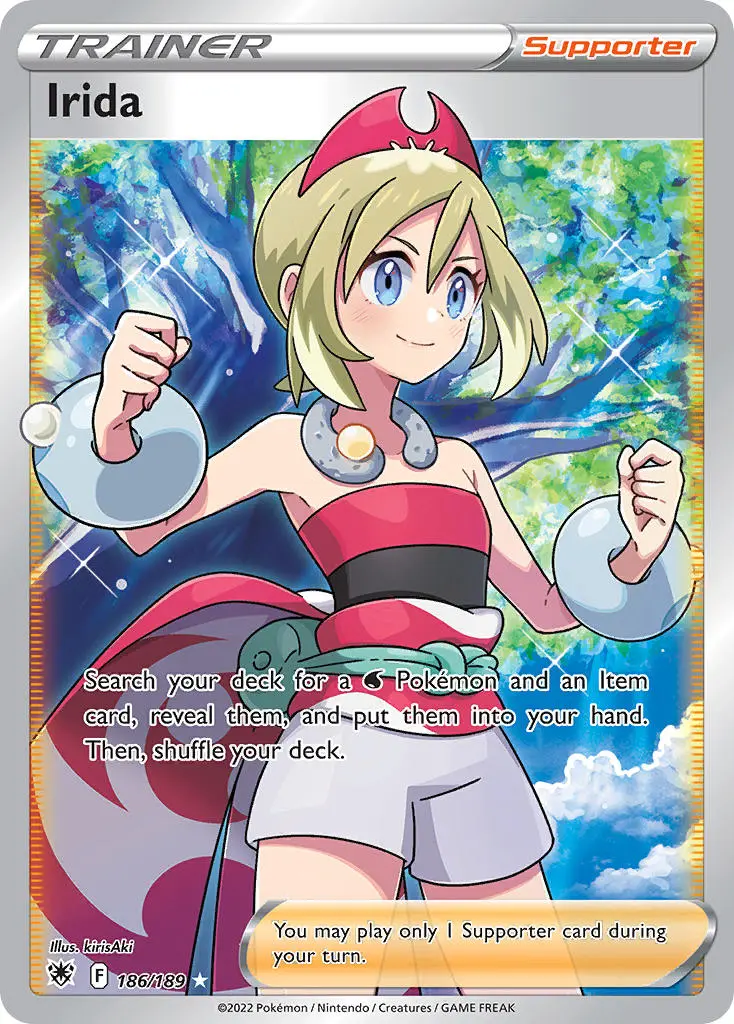 TRAINER
Supporter
Irida
Search your deck for a Pokémon and an Item
card, reveal them, and put them into your hand.
Then, shuffle your deck.
You may play only 1 Supporter card during
your turn.
Illus. kirisAki
F 186/189
©2022 Pokémon / Nintendo / Creatures / GAME FREAK